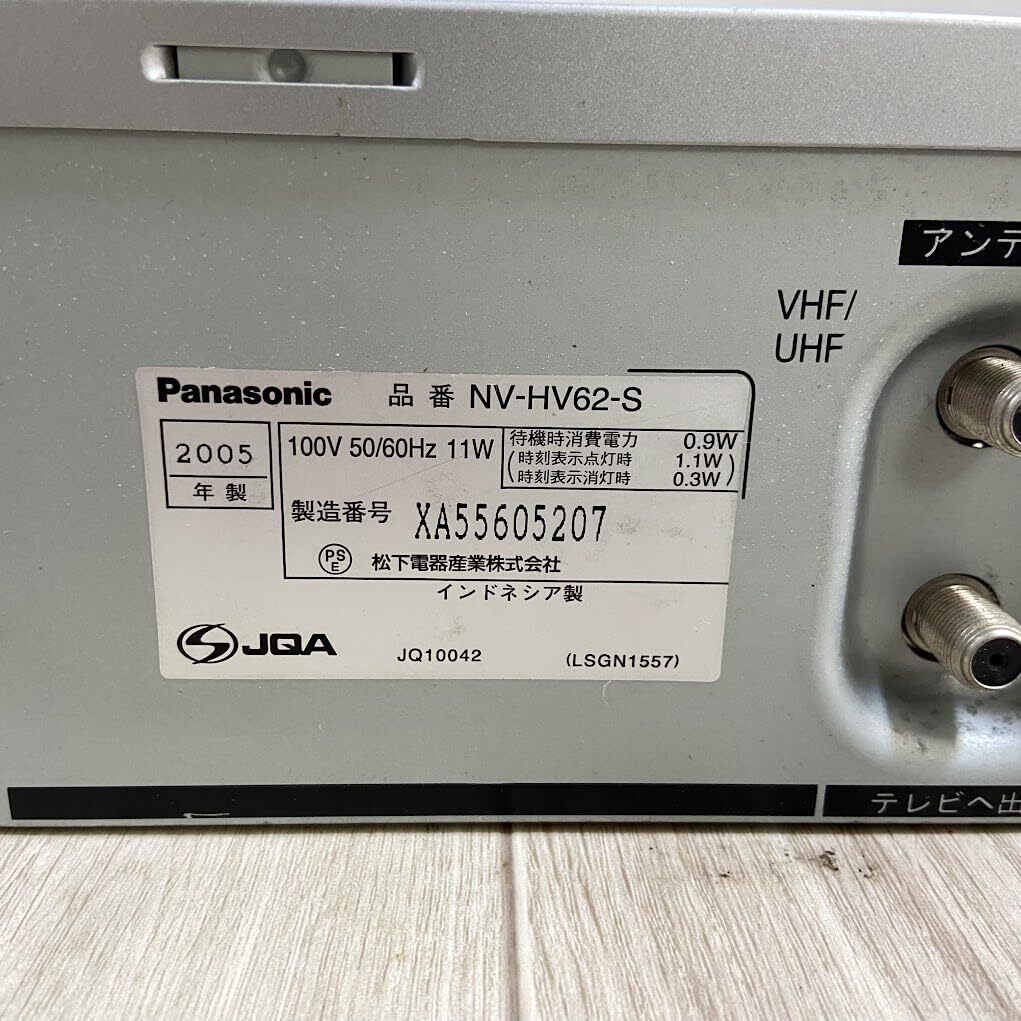 アンテ
VHF/
UHF
Panasonic 品番 NV-HV62-S
2005
年製
100V 50/60Hz 11W
待機時消費電力 0.9W
(時刻表示点灯時 1.1W
時刻表示消灯時 0.3W)
製造番号 XA55605207
PS
E
松下電器産業株式会社
インドネシア製
JQA
JQ10042
(LSGN1557)
テレビへ出